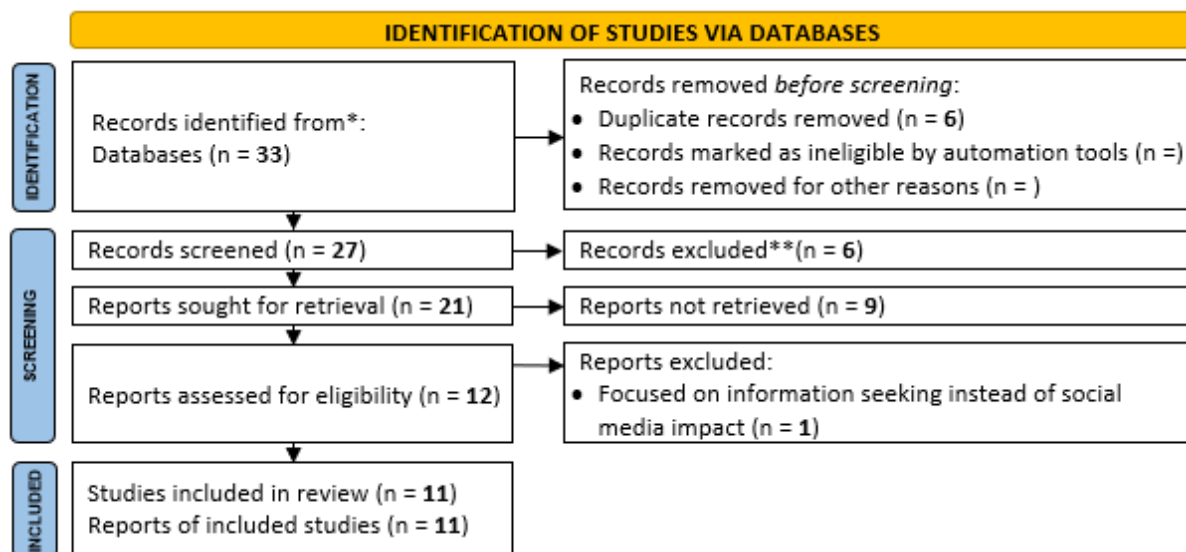 IDENTIFICATION OF STUDIES VIA DATABASES
IDENTIFICATION
Records identified from*:
Databases (n = 33)
Records removed before screening:
• Duplicate records removed (n = 6)
• Records marked as ineligible by automation tools (n =)
• Records removed for other reasons (n = )
SCREENING
Records screened (n = 27)
Records excluded**(n = 6)
Reports sought for retrieval (n = 21)
Reports not retrieved (n = 9)
Reports assessed for eligibility (n = 12)
Reports excluded:
• Focused on information seeking instead of social
media impact (n = 1)
INCLUDED
Studies included in review (n = 11)
Reports of included studies (n = 11)